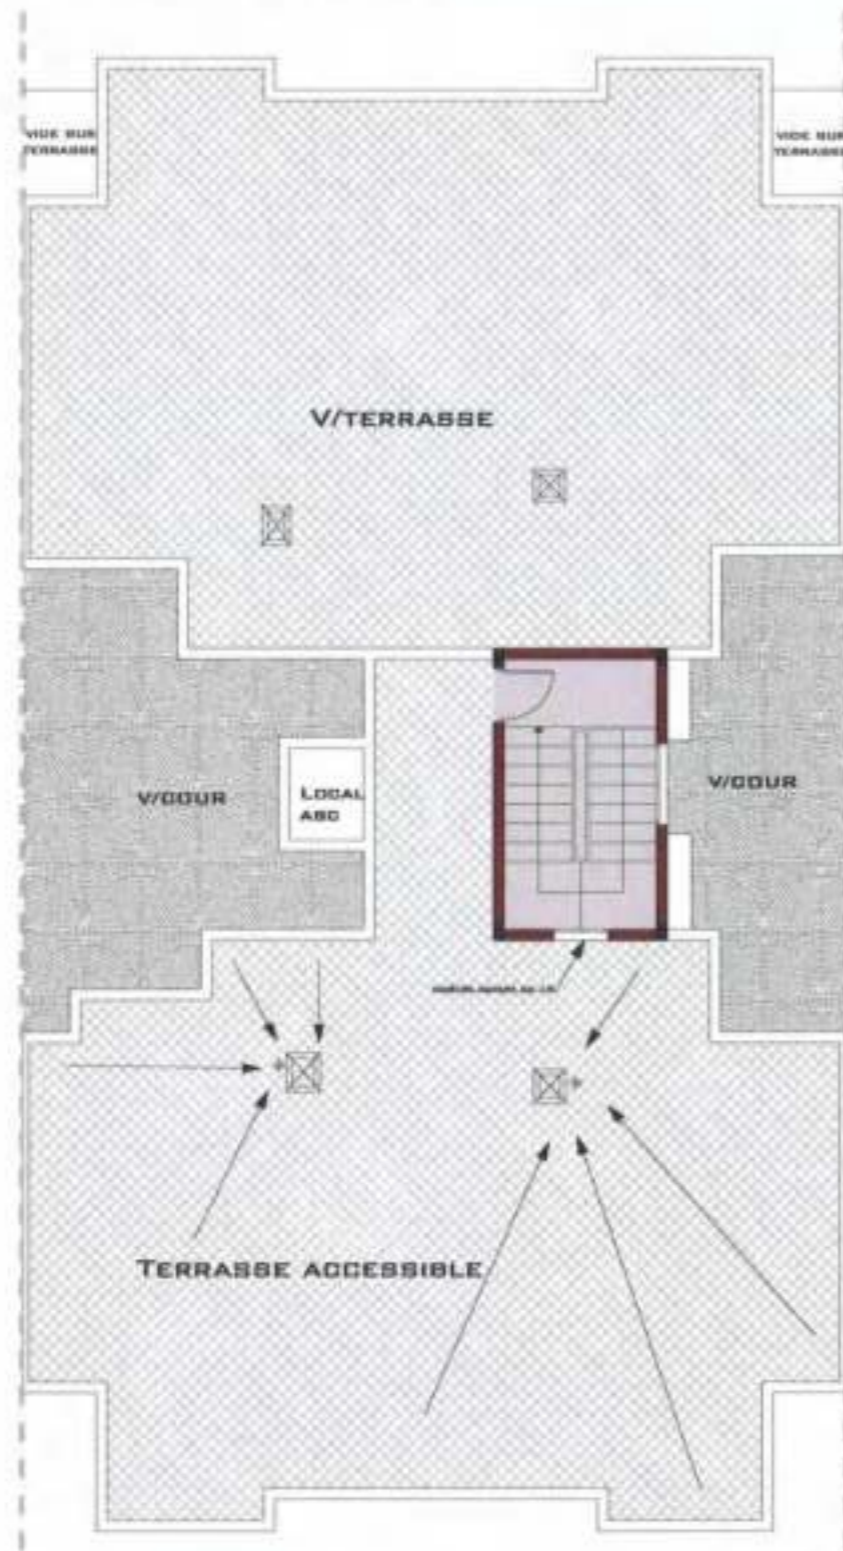 VIDE SUR
TERRASSE
VIDE SUR
TERRASSE
V/TERRASSE
V/COUR
LOCAL
ASC
V/COUR
TERRASSE ACCESSIBLE